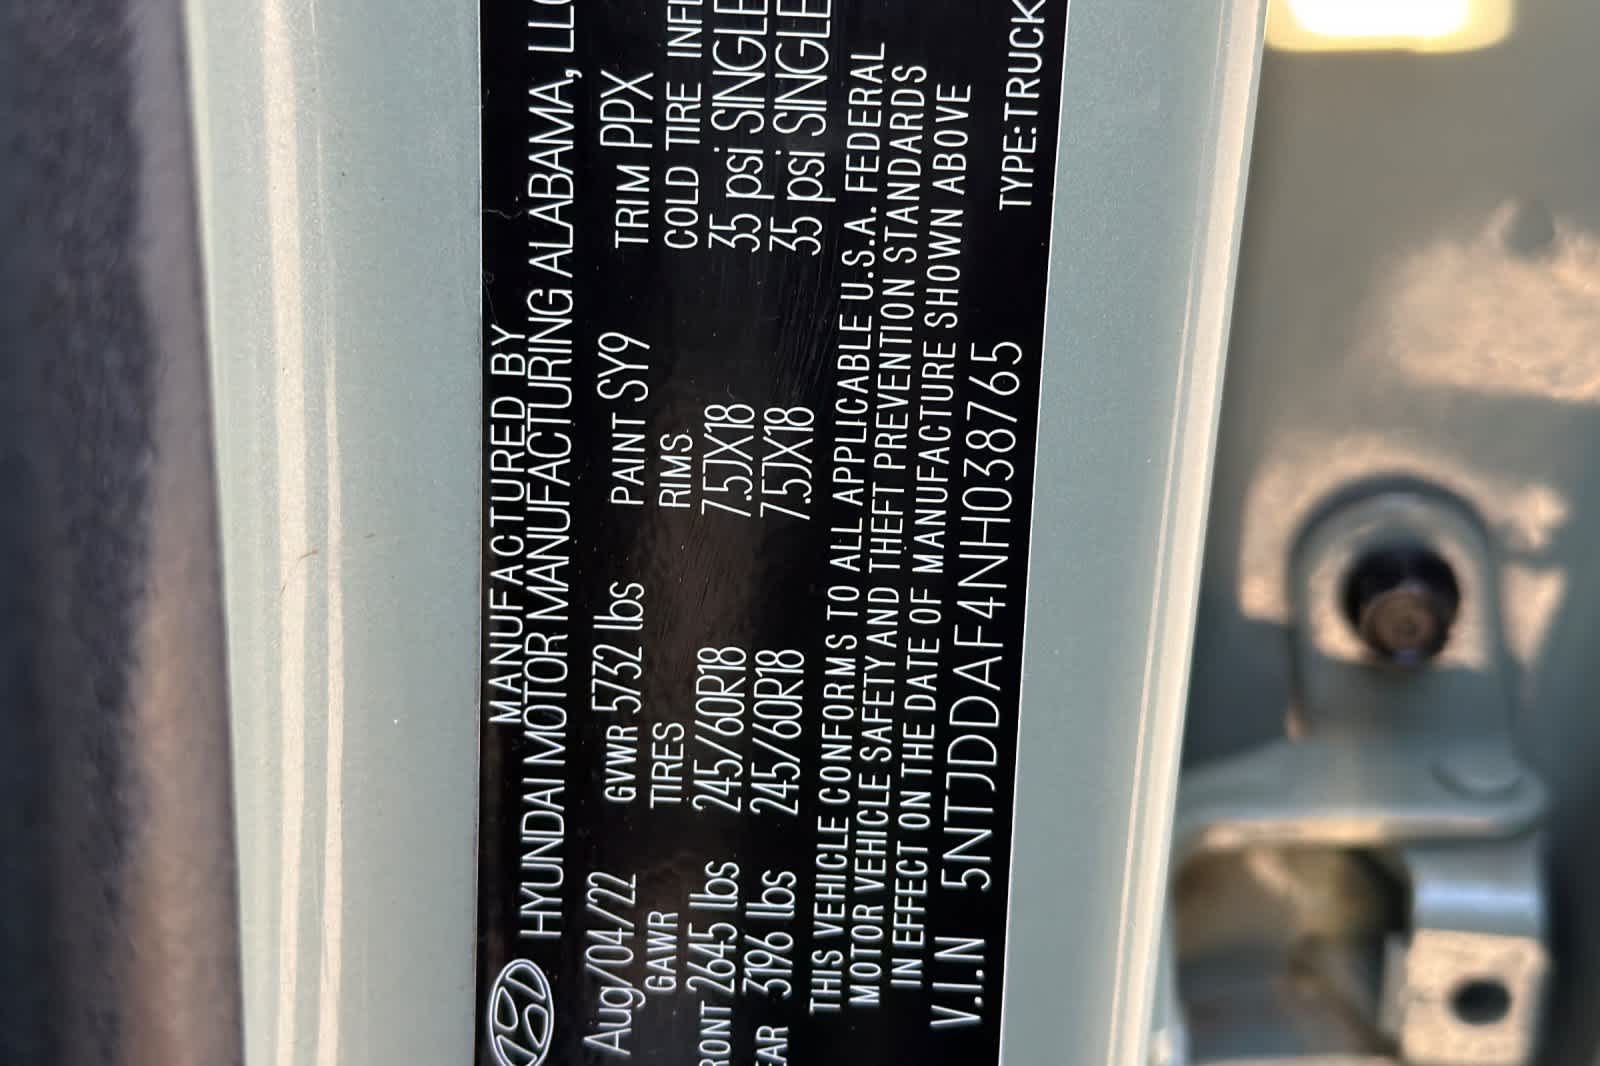 MANUFACTURED BY
HYUNDAI MOTOR MANUFACTURING ALABAMA, LLC
Aug/04/22 GVWR 5732 lbs PAINT SY9 TRIM PPX
GAWR TIRES RIMS COLD TIRE INFL
RONT 2645 lbs 245/60R18 7.5JX18 35 psi SINGLE
EAR 3196 lbs 245/60R18 7.5JX18 35 psi SINGLE
THIS VEHICLE CONFORMS TO ALL APPLICABLE U.S.A. FEDERAL
MOTOR VEHICLE SAFETY AND THEFT PREVENTION STANDARDS
IN EFFECT ON THE DATE OF MANUFACTURE SHOWN ABOVE
V.I.N 5NTJDDAF4NH038765 TYPE:TRUCK